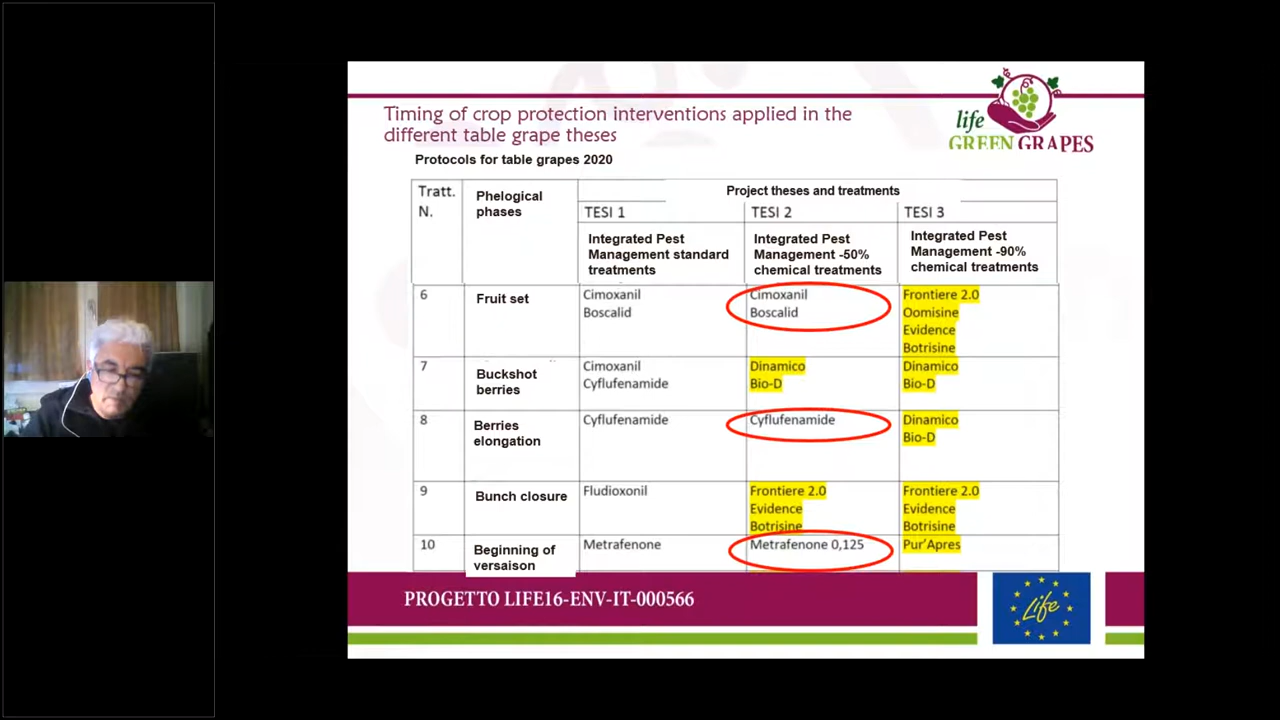 Timing of crop protection interventions applied in the
different table grape theses
life
GREEN GRAPES
Protocols for table grapes 2020
Tratt.
N.
Phelogical
phases
Project theses and treatments
TESI 1
TESI 2
TESI 3
Integrated Pest
Management standard
treatments
Integrated Pest
Management -50%
chemical treatments
Integrated Pest
Management -90%
chemical treatments
6
Fruit set
Cimoxanil
Boscalid
Cimoxanil
Boscalid
Frontiere 2.0
Oomisine
Evidence
Botrisine
7
Buckshot
berries
Cimoxanil
Cyflufenamide
Dinamico
Bio-D
Dinamico
Bio-D
8
Berries
elongation
Cyflufenamide
Cyflufenamide
Dinamico
Bio-D
9
Bunch closure
Fludioxonil
Frontiere 2.0
Evidence
Botrisine
Frontiere 2.0
Evidence
Botrisine
10
Beginning of
versaison
Metrafenone
Metrafenone 0,125
Pur'Apres
PROGETTO LIFE16-ENV-IT-000566
Life